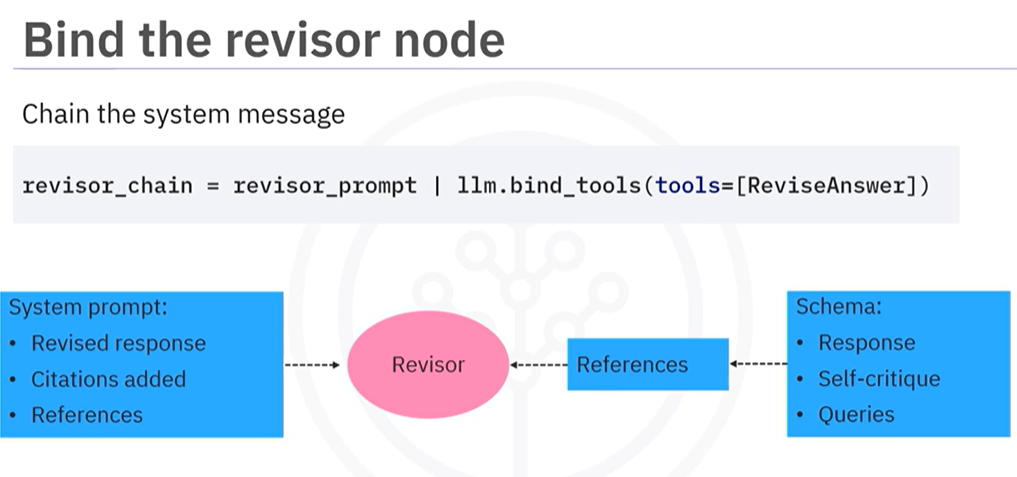 Bind the revisor node
Chain the system message
revisor_chain = revisor_prompt | llm.bind_tools(tools=[ReviseAnswer])
System prompt:
• Revised response
• Citations added
• References
Revisor
References
Schema:
• Response
• Self-critique
• Queries